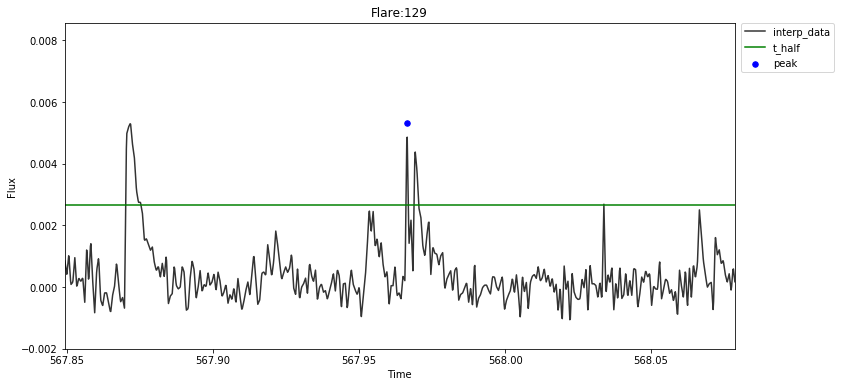 Flare:129
interp_data
t_half
peak
Flux
0.008
0.006
0.004
0.002
0.000
−0.002
567.85
567.90
567.95
568.00
568.05
Time